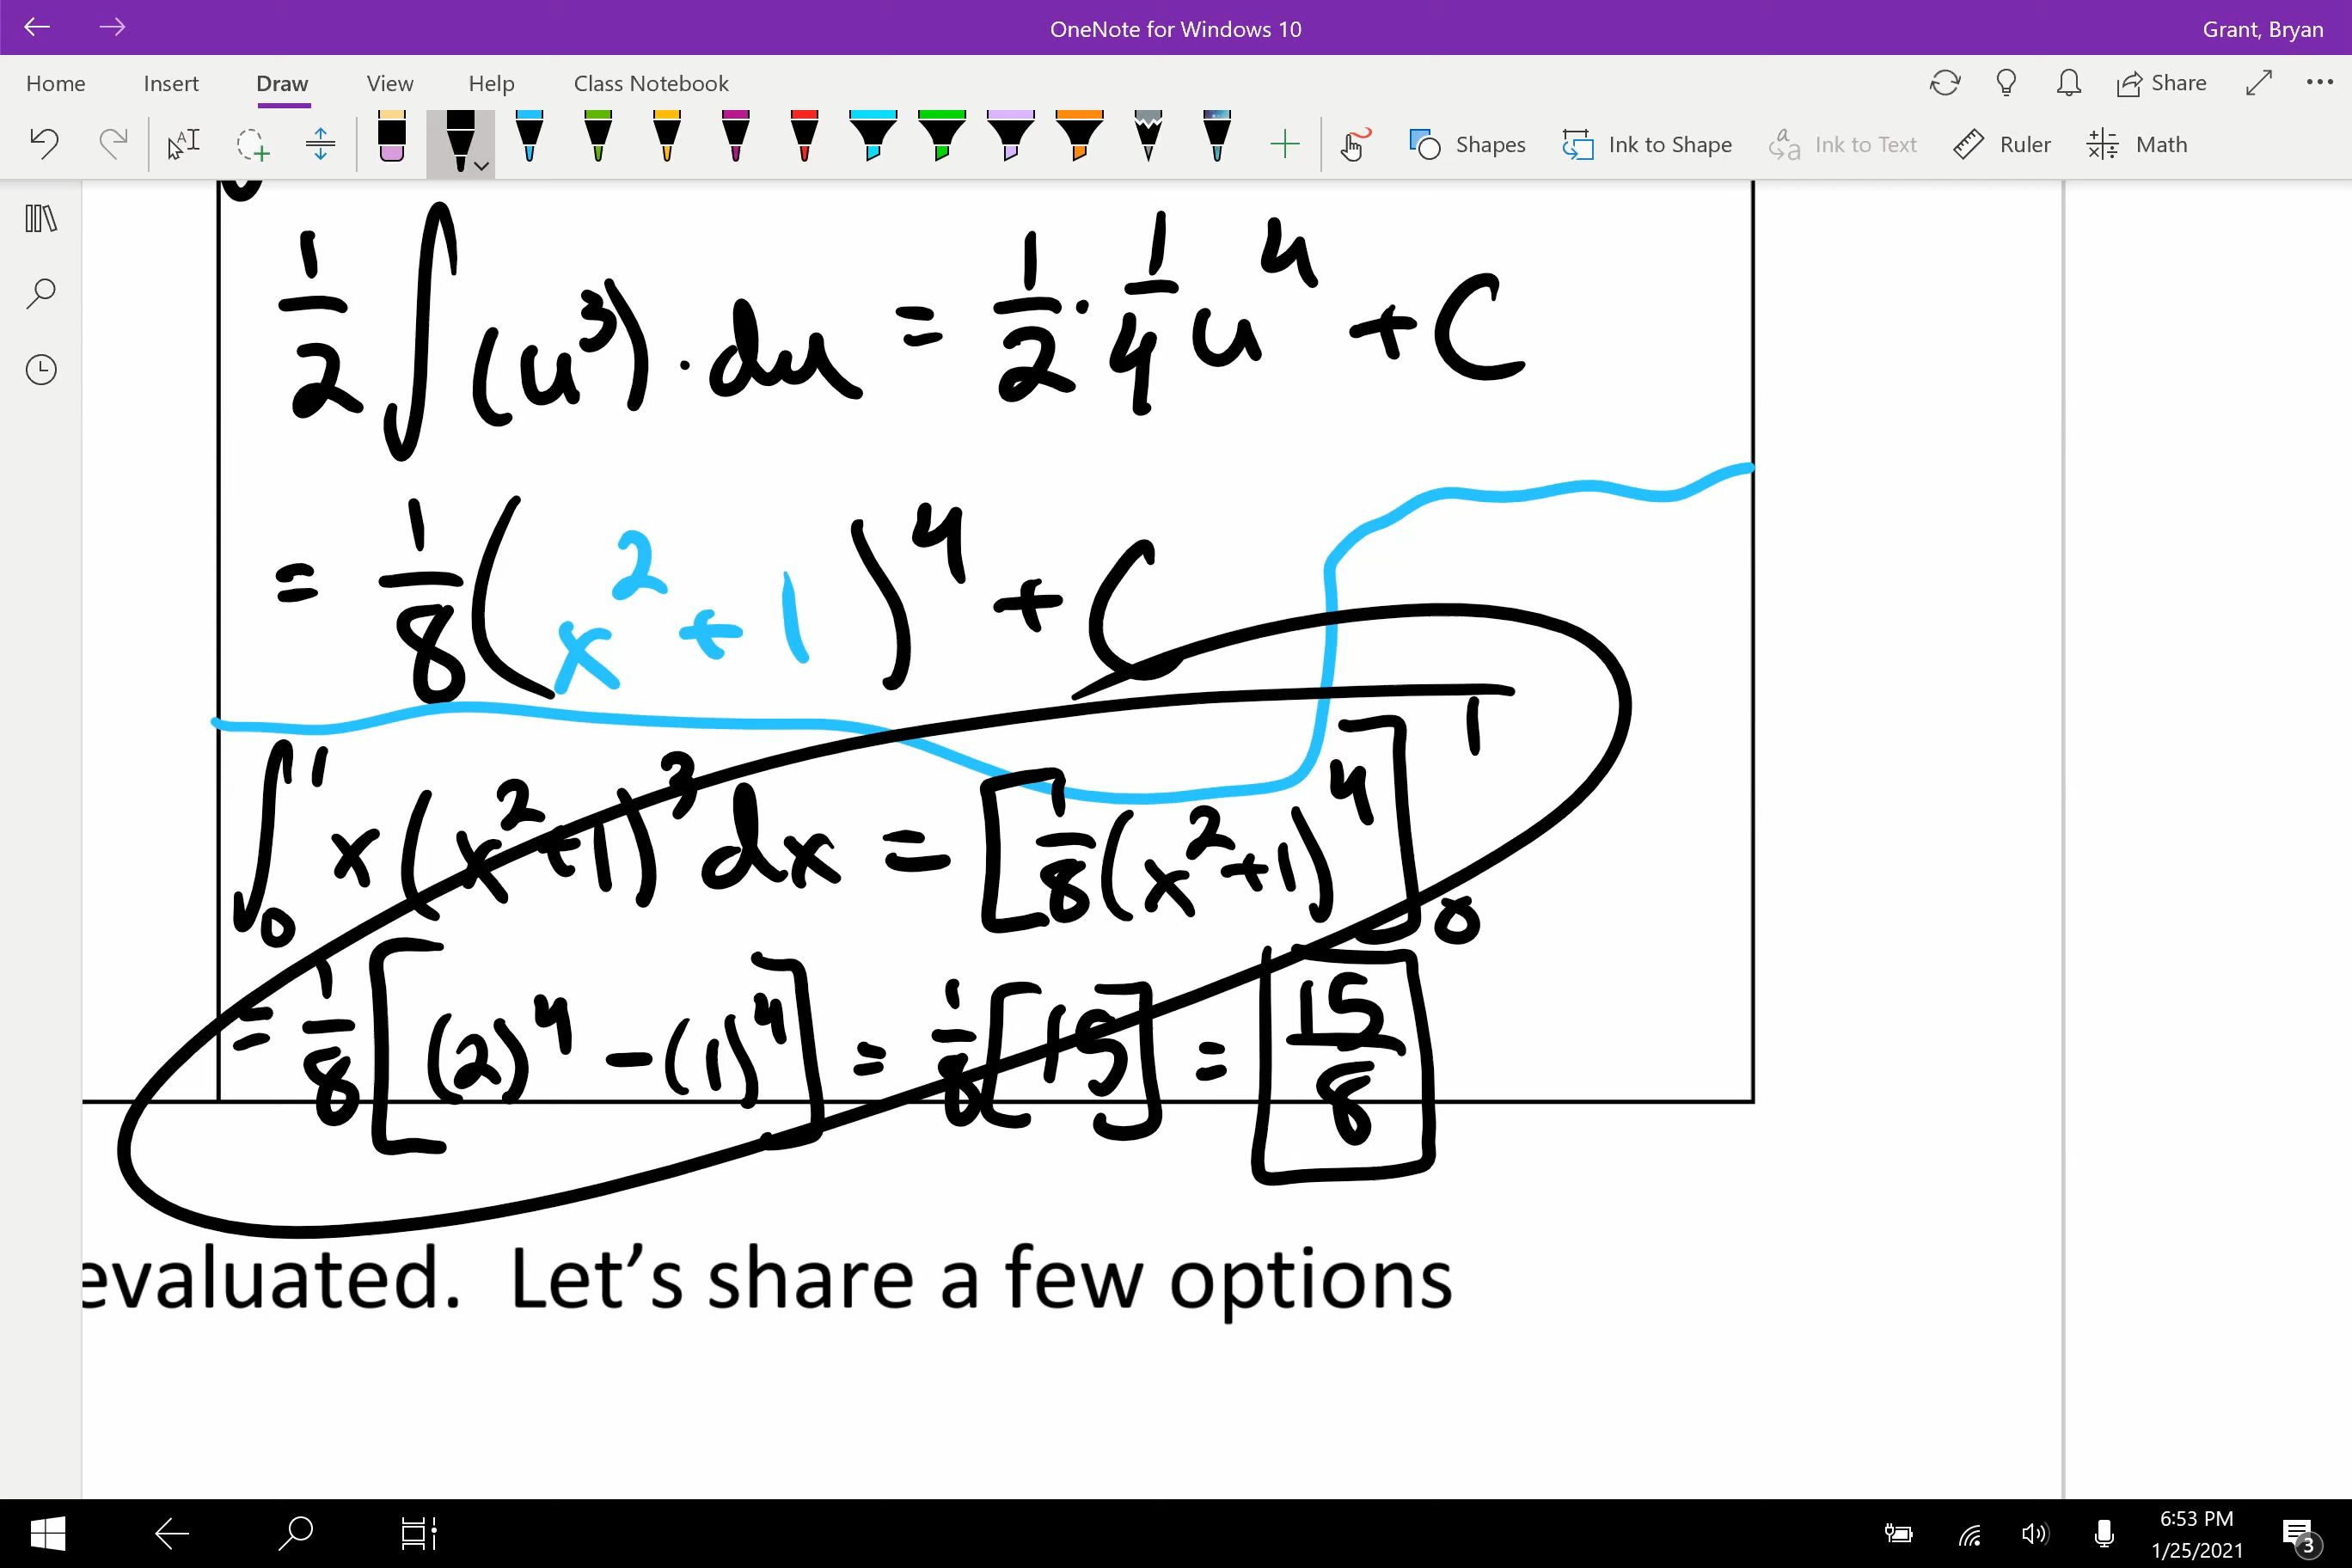 OneNote for Windows 10
Grant, Bryan
Home Insert Draw View Help Class Notebook Share
Shapes Ink to Shape Ink to Text Ruler Math
1/2 ∫ (u³) · du = 1/2 · 1/4 u⁴ + C
= 1/8 (x² + 1)⁴ + C
∫₀¹ x(x²+1)³ dx = [1/8 (x²+1)⁴]₀¹
= 1/8 [(2)⁴ − (1)⁴] = 1/8 [15] = 15/8
evaluated. Let's share a few options
6:53 PM
1/25/2021
3